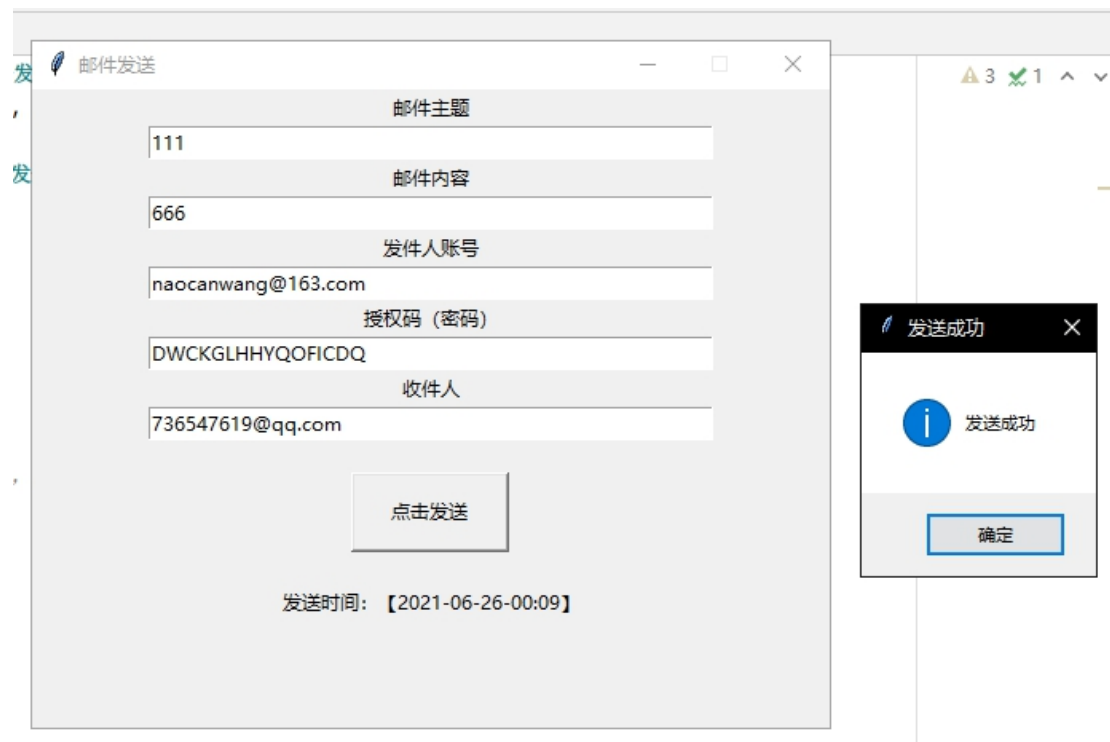 发
,
发
,
邮件发送
邮件主题
111
邮件内容
666
发件人账号
naocanwang@163.com
授权码（密码）
DWCKGLHHYQOFICDQ
收件人
736547619@qq.com
点击发送
发送时间：【2021-06-26-00:09】
3 1
发送成功
发送成功
确定